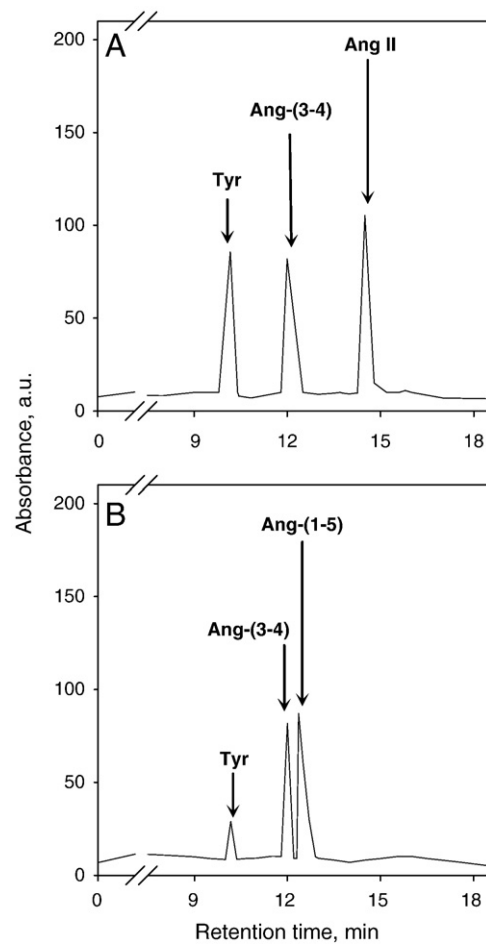 A
200
150
100
50
0
Ang II
Ang-(3-4)
Tyr
0
9
12
15
18
Absorbance, a.u.
B
200
150
100
50
0
Ang-(1-5)
Ang-(3-4)
Tyr
0
9
12
15
18
Retention time, min